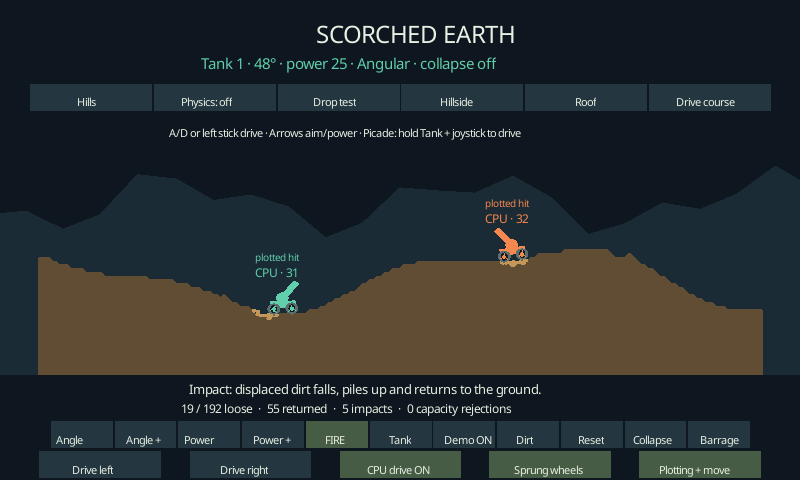 SCORCHED EARTH
Tank 1 · 48° · power 25 · Angular · collapse off
Hills Physics: off Drop test Hillside Roof Drive course
A/D or left stick drive · Arrows aim/power · Picade: hold Tank + joystick to drive
plotted hit
CPU · 32
plotted hit
CPU · 31
Impact: displaced dirt falls, piles up and returns to the ground.
19 / 192 loose · 55 returned · 5 impacts · 0 capacity rejections
Angle Angle + Power Power + FIRE Tank Demo ON Dirt Reset Collapse Barrage
Drive left Drive right CPU drive ON Sprung wheels Plotting + move